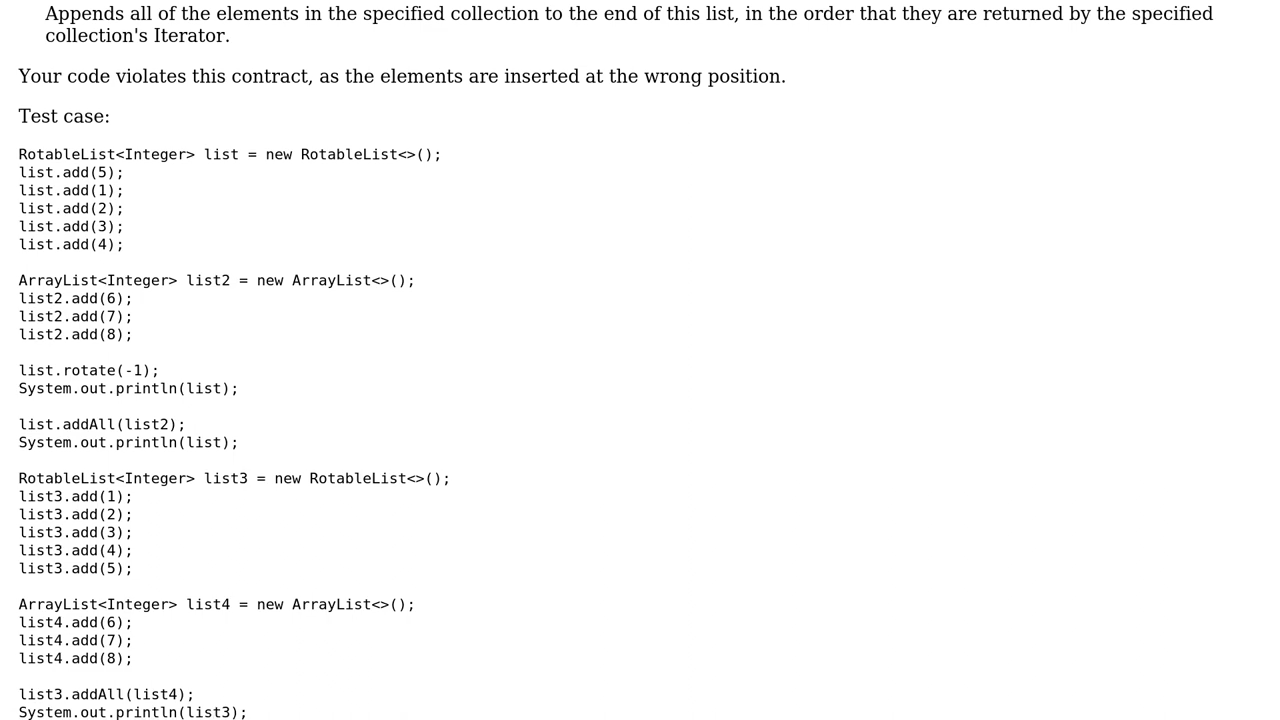 Appends all of the elements in the specified collection to the end of this list, in the order that they are returned by the specified
collection's Iterator.
Your code violates this contract, as the elements are inserted at the wrong position.
Test case:
RotableList<Integer> list = new RotableList<>();
list.add(5);
list.add(1);
list.add(2);
list.add(3);
list.add(4);
ArrayList<Integer> list2 = new ArrayList<>();
list2.add(6);
list2.add(7);
list2.add(8);
list.rotate(-1);
System.out.println(list);
list.addAll(list2);
System.out.println(list);
RotableList<Integer> list3 = new RotableList<>();
list3.add(1);
list3.add(2);
list3.add(3);
list3.add(4);
list3.add(5);
ArrayList<Integer> list4 = new ArrayList<>();
list4.add(6);
list4.add(7);
list4.add(8);
list3.addAll(list4);
System.out.println(list3);